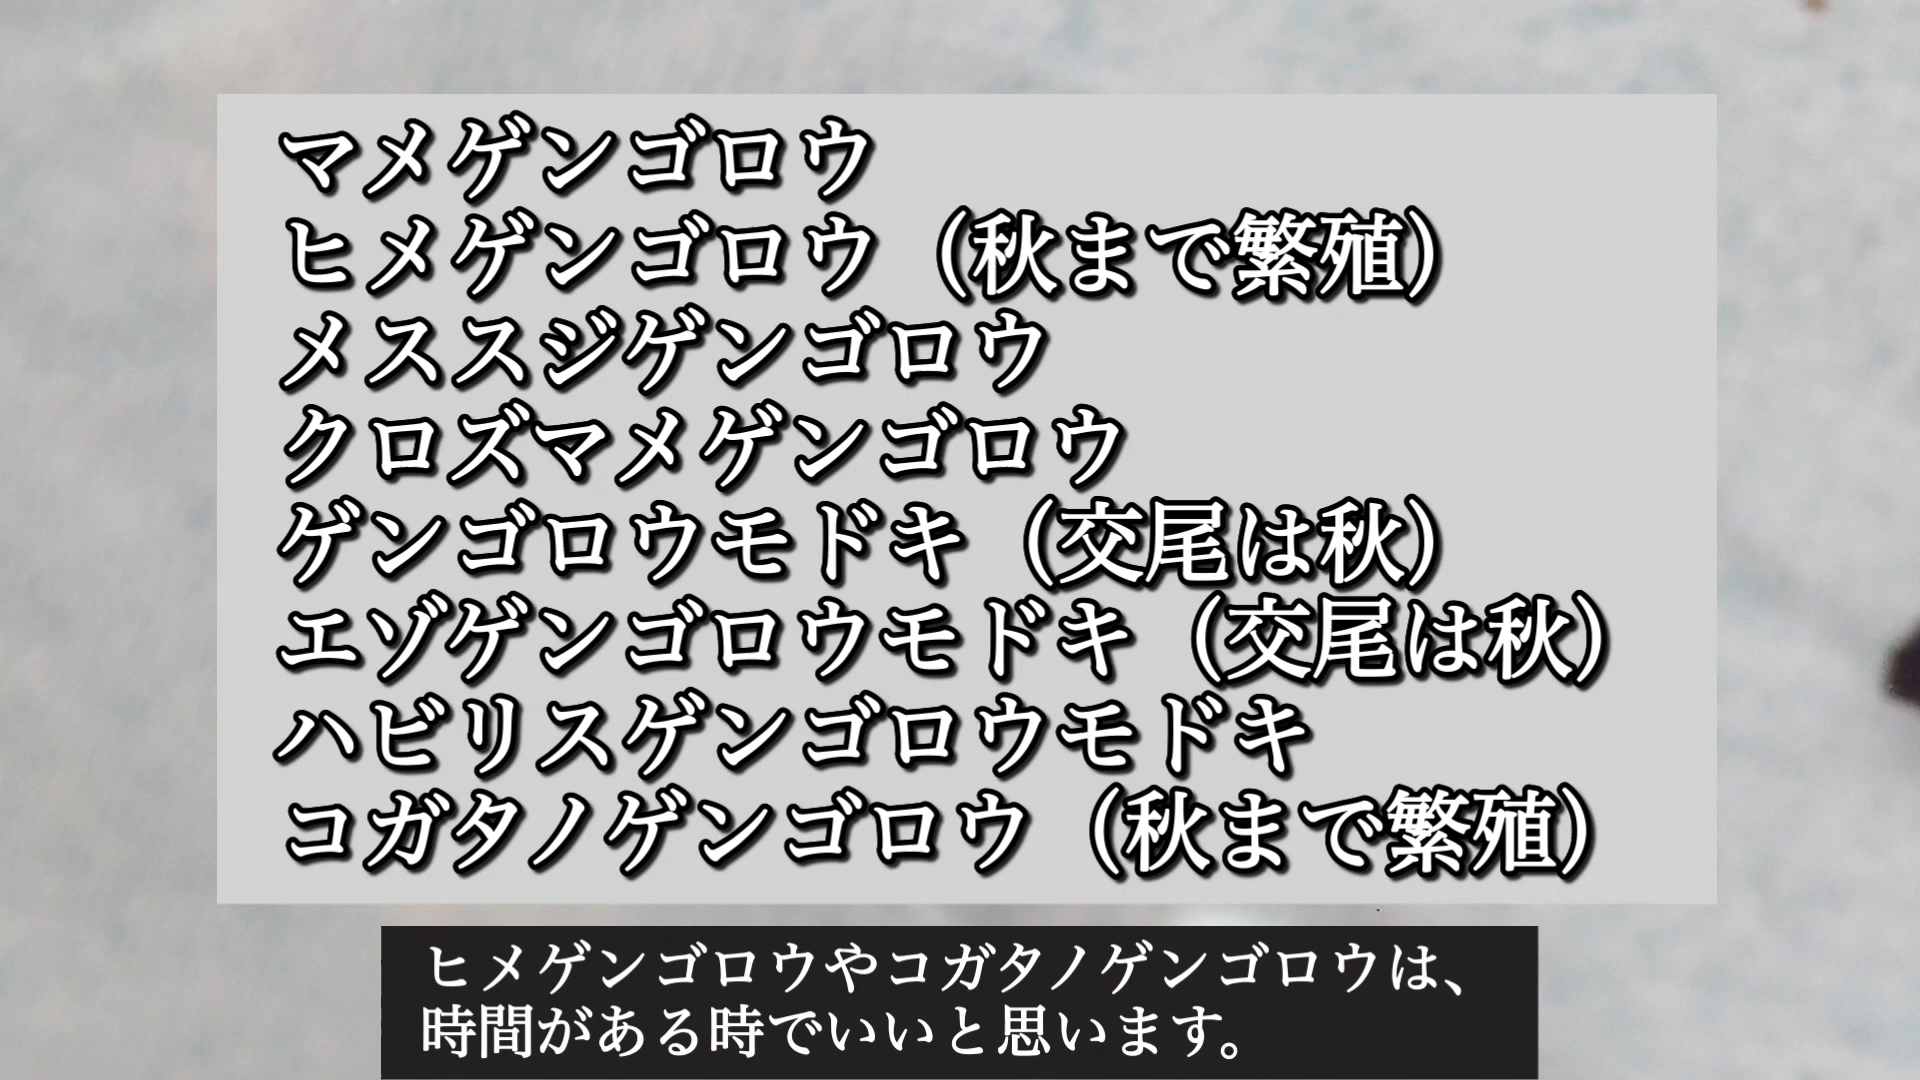 マメゲンゴロウ
ヒメゲンゴロウ（秋まで繁殖）
メススジゲンゴロウ
クロズマメゲンゴロウ
ゲンゴロウモドキ（交尾は秋）
エゾゲンゴロウモドキ（交尾は秋）
ハビリスゲンゴロウモドキ
コガタノゲンゴロウ（秋まで繁殖）
ヒメゲンゴロウやコガタノゲンゴロウは、
時間がある時でいいと思います。